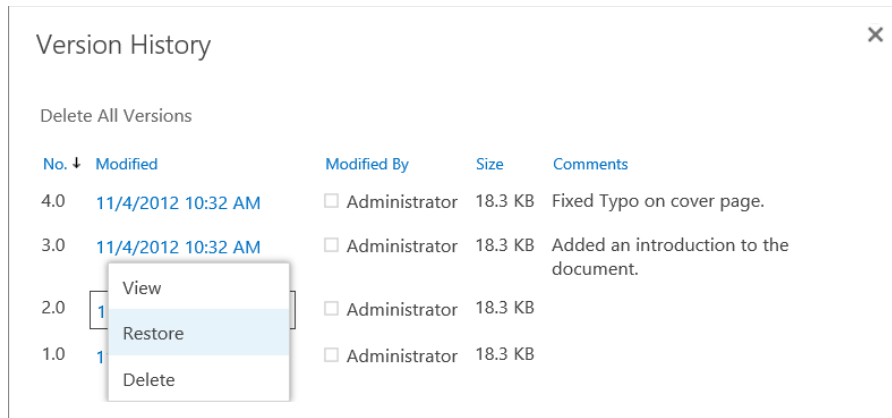 Version History
Delete All Versions
No. Modified Modified By Size Comments
4.0 11/4/2012 10:32 AM Administrator 18.3 KB Fixed Typo on cover page.
3.0 11/4/2012 10:32 AM Administrator 18.3 KB Added an introduction to the
document.
View
2.0 1 Administrator 18.3 KB
Restore
1.0 1 Administrator 18.3 KB
Delete